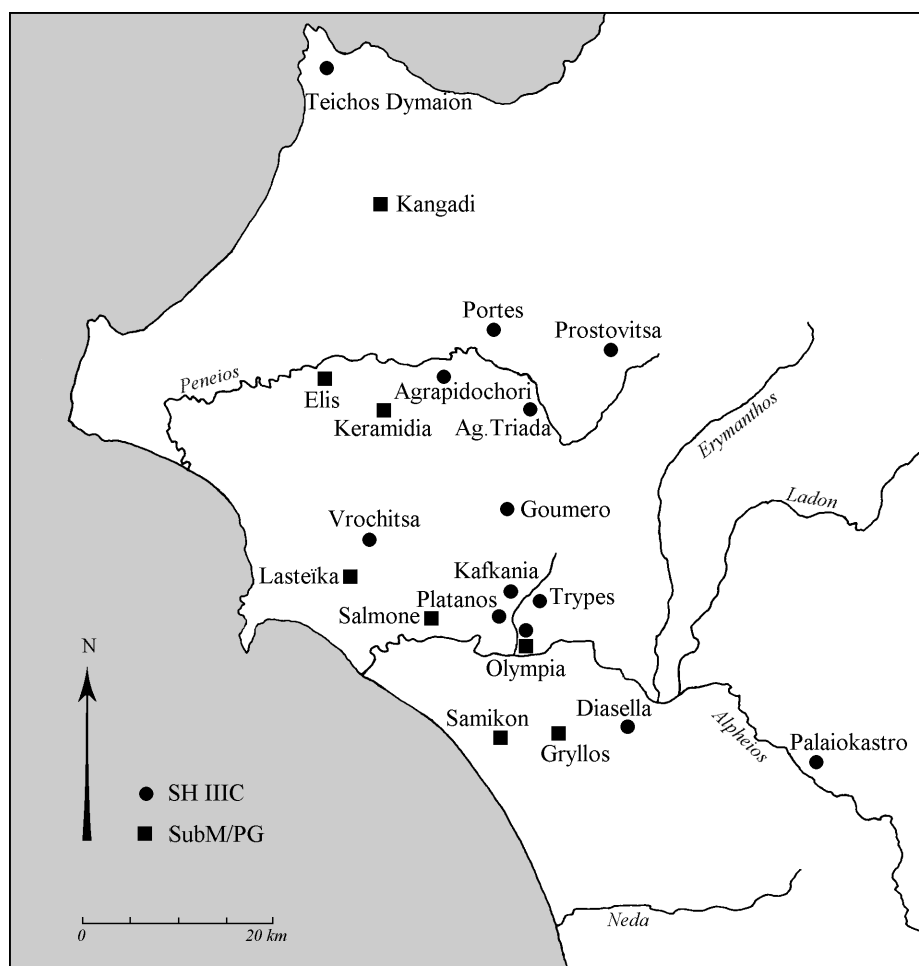 Teichos Dymaion
Kangadi
Portes
Prostovitsa
Peneios
Elis
Agrapidochori
Keramidia
Ag.Triada
Erymanthos
Ladon
Goumero
Vrochitsa
Kafkania
Lasteïka
Trypes
Platanos
Salmone
Olympia
N
Diasella
Samikon
Alpheios
Gryllos
Palaiokastro
SH IIIC
SubM/PG
Neda
0
20 km